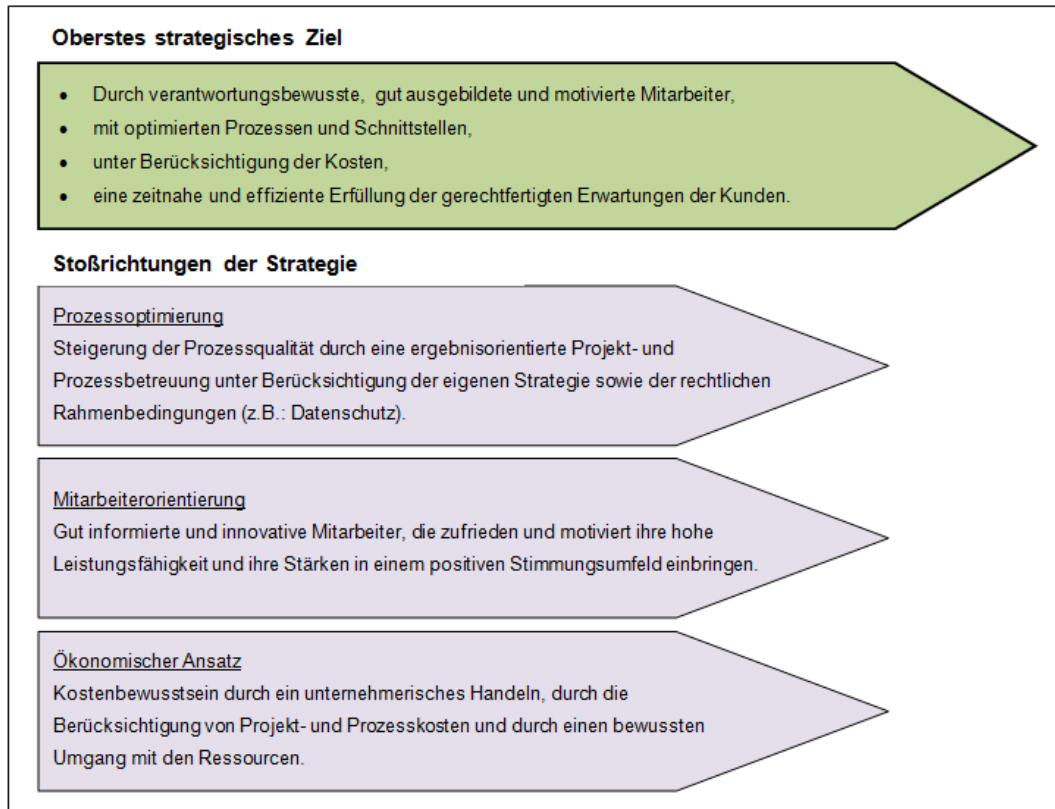 Oberstes strategisches Ziel
• Durch verantwortungsbewusste, gut ausgebildete und motivierte Mitarbeiter,
• mit optimierten Prozessen und Schnittstellen,
• unter Berücksichtigung der Kosten,
• eine zeitnahe und effiziente Erfüllung der gerechtfertigten Erwartungen der Kunden.
Stoßrichtungen der Strategie
Prozessoptimierung
Steigerung der Prozessqualität durch eine ergebnisorientierte Projekt- und
Prozessbetreuung unter Berücksichtigung der eigenen Strategie sowie der rechtlichen
Rahmenbedingungen (z.B.: Datenschutz).
Mitarbeiterorientierung
Gut informierte und innovative Mitarbeiter, die zufrieden und motiviert ihre hohe
Leistungsfähigkeit und ihre Stärken in einem positiven Stimmungsumfeld einbringen.
Ökonomischer Ansatz
Kostenbewusstsein durch ein unternehmerisches Handeln, durch die
Berücksichtigung von Projekt- und Prozesskosten und durch einen bewussten
Umgang mit den Ressourcen.